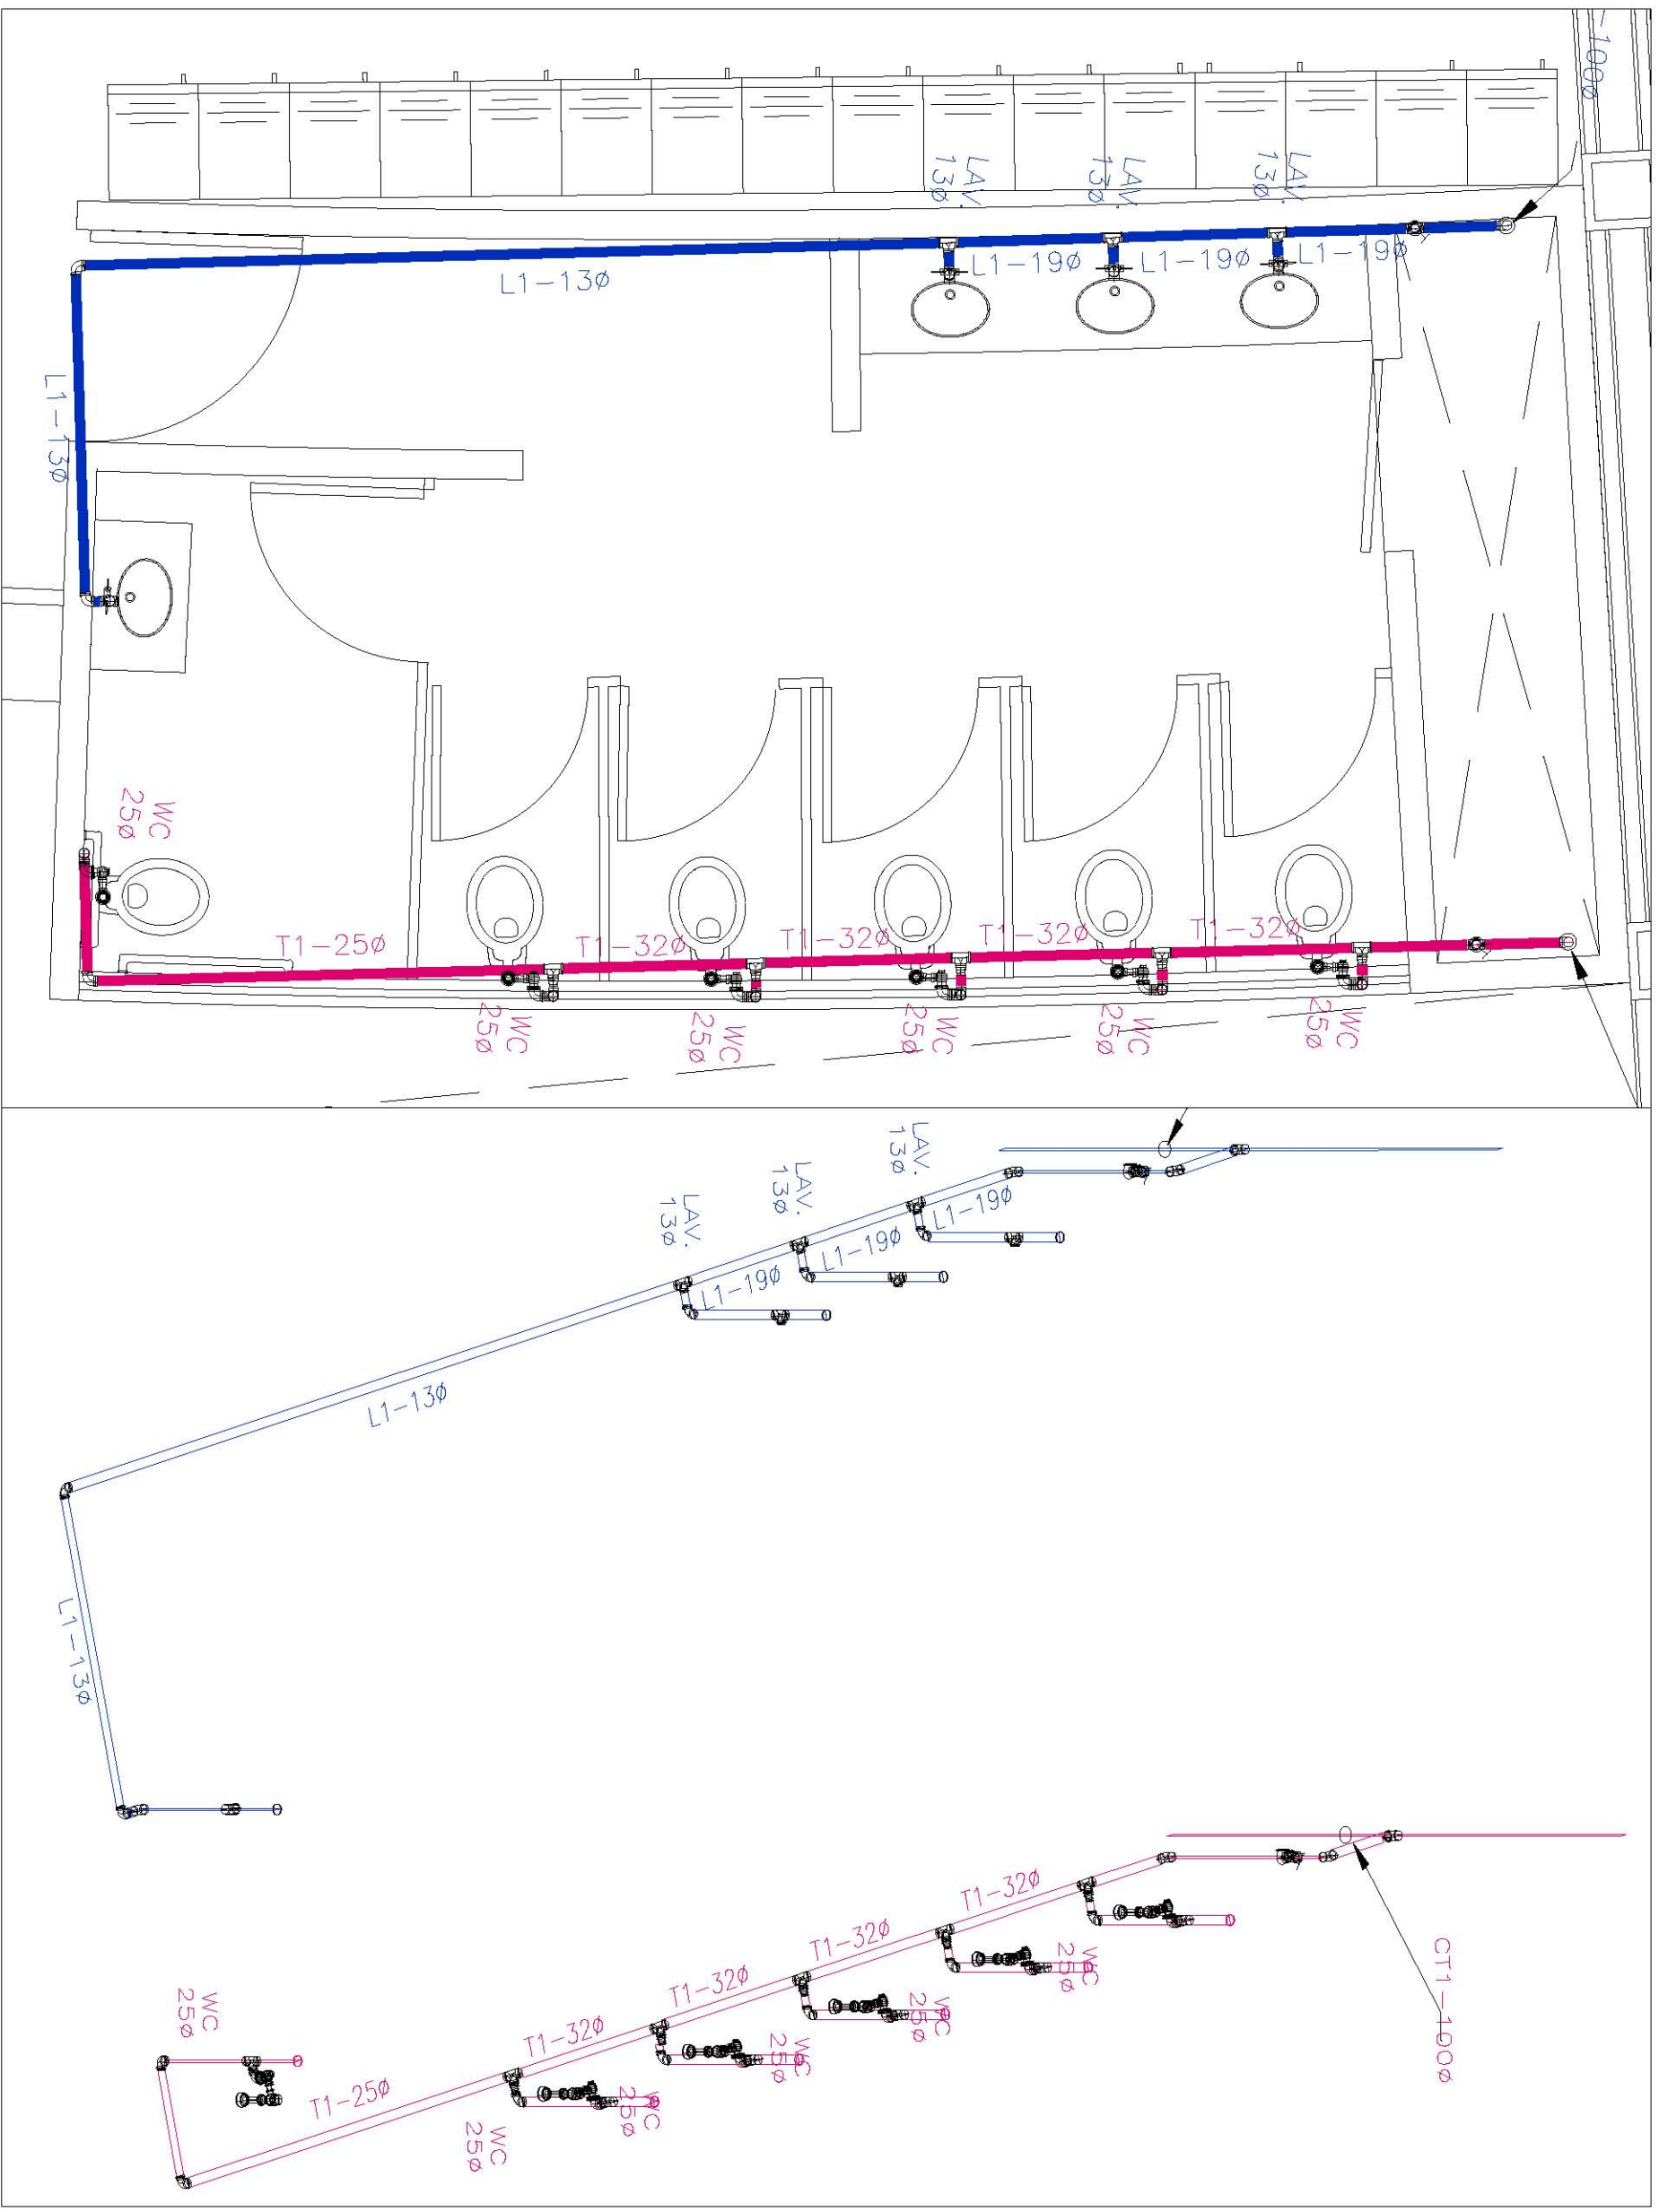 -100ø
LAV.
13ø
LAV.
13ø
LAV.
13ø
L1-19ø
L1-19ø
L1-19ø
L1-13ø
L1-13ø
WC
25ø
T1-25ø
T1-32ø
T1-32ø
T1-32ø
T1-32ø
WC
25ø
WC
25ø
WC
25ø
WC
25ø
WC
25ø
LAV.
13ø
LAV.
13ø
LAV.
13ø
L1-19ø
L1-19ø
L1-19ø
L1-13ø
L1-13ø
CT1-100ø
T1-32ø
T1-32ø
T1-32ø
T1-32ø
T1-25ø
WC
25ø
WC
25ø
WC
25ø
WC
25ø
WC
25ø
WC
25ø